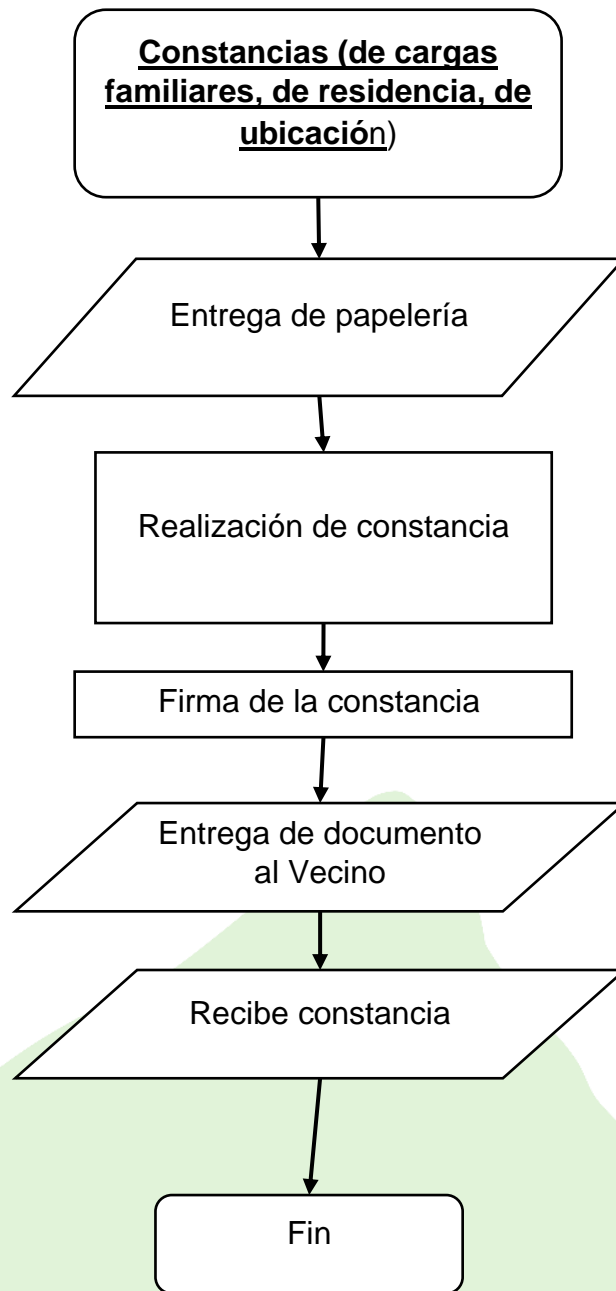 Constancias (de cargas
familiares, de residencia, de
ubicación)
Entrega de papelería
Realización de constancia
Firma de la constancia
Entrega de documento
al Vecino
Recibe constancia
Fin